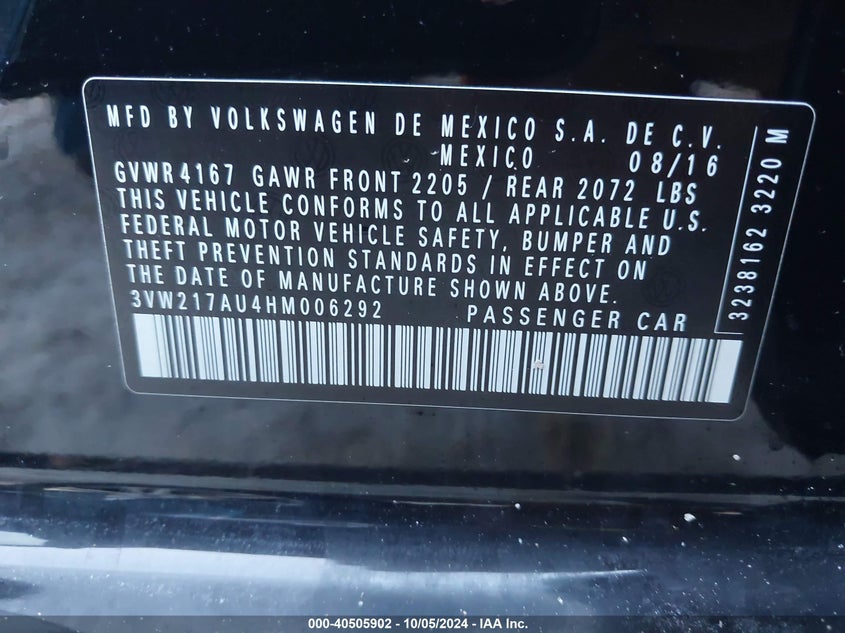 MFD BY VOLKSWAGEN DE MEXICO S.A. DE C.V.
MEXICO 08/16
GVWR 4167 GAWR FRONT 2205 / REAR 2072 LBS
THIS VEHICLE CONFORMS TO ALL APPLICABLE U.S.
FEDERAL MOTOR VEHICLE SAFETY, BUMPER AND
THEFT PREVENTION STANDARDS IN EFFECT ON
THE DATE OF MANUFACTURE SHOWN ABOVE.
3VW217AU4HM006292 PASSENGER CAR
3238162 3220 M
000-40505902 - 10/05/2024 - IAA Inc.